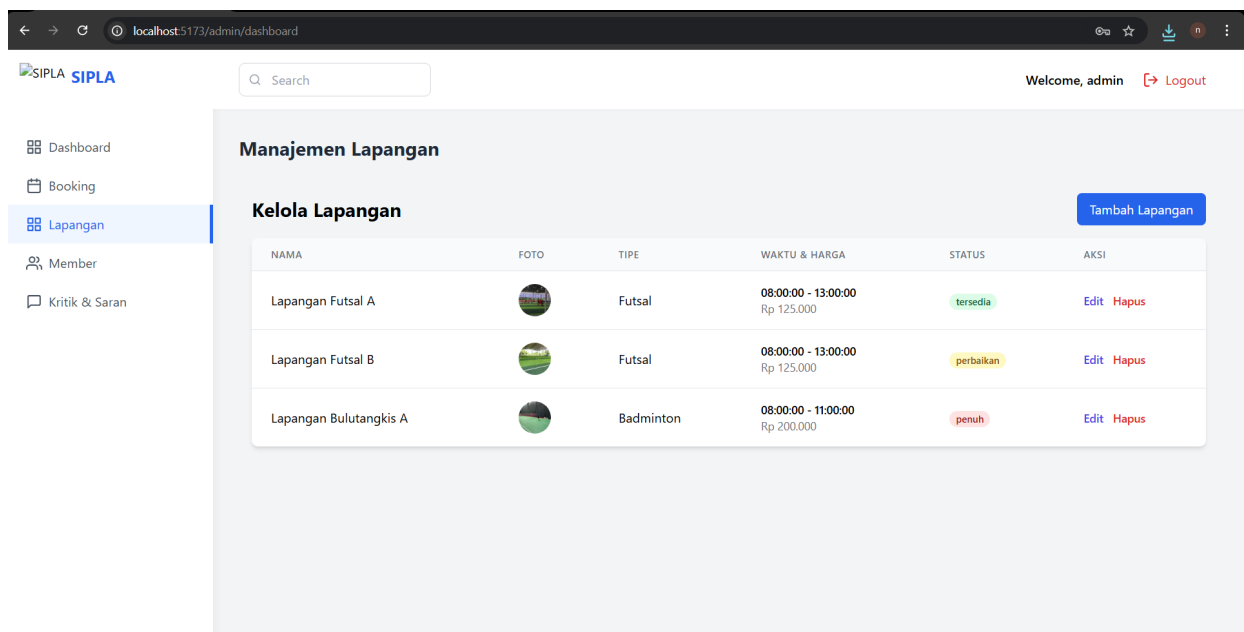 localhost:5173/admin/dashboard
n
SIPLA SIPLA
Search
Welcome, admin
Logout
Dashboard
Booking
Lapangan
Member
Kritik & Saran
Manajemen Lapangan
Kelola Lapangan
Tambah Lapangan
NAMA FOTO TIPE WAKTU & HARGA STATUS AKSI
Lapangan Futsal A Futsal 08:00:00 - 13:00:00 tersedia Edit Hapus
Rp 125.000
Lapangan Futsal B Futsal 08:00:00 - 13:00:00 perbaikan Edit Hapus
Rp 125.000
Lapangan Bulutangkis A Badminton 08:00:00 - 11:00:00 penuh Edit Hapus
Rp 200.000